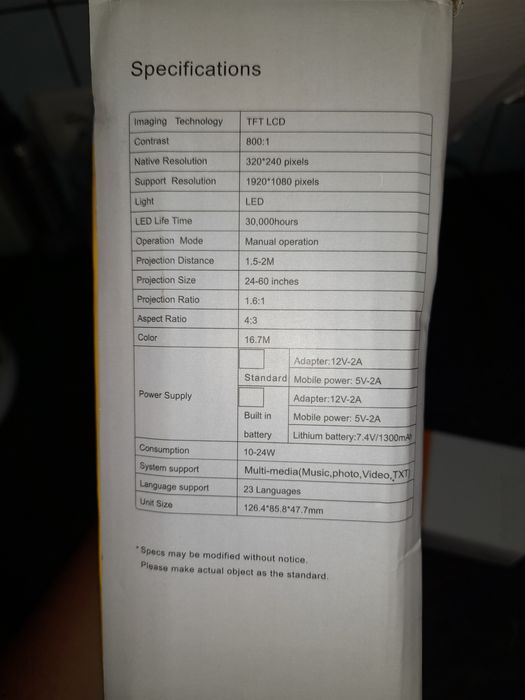 Specifications
Imaging Technology TFT LCD
Contrast 800:1
Native Resolution 320*240 pixels
Support Resolution 1920*1080 pixels
Light LED
LED Life Time 30,000hours
Operation Mode Manual operation
Projection Distance 1.5-2M
Projection Size 24-60 inches
Projection Ratio 1.6:1
Aspect Ratio 4:3
Color 16.7M
Power Supply
Standard
Adapter:12V-2A
Mobile power: 5V-2A
Built in
battery
Adapter:12V-2A
Mobile power: 5V-2A
Lithium battery:7.4V/1300mAh
Consumption 10-24W
System support Multi-media(Music,photo,Video,TXT)
Language support 23 Languages
Unit Size 126.4*85.8*47.7mm
*Specs may be modified without notice.
Please make actual object as the standard.